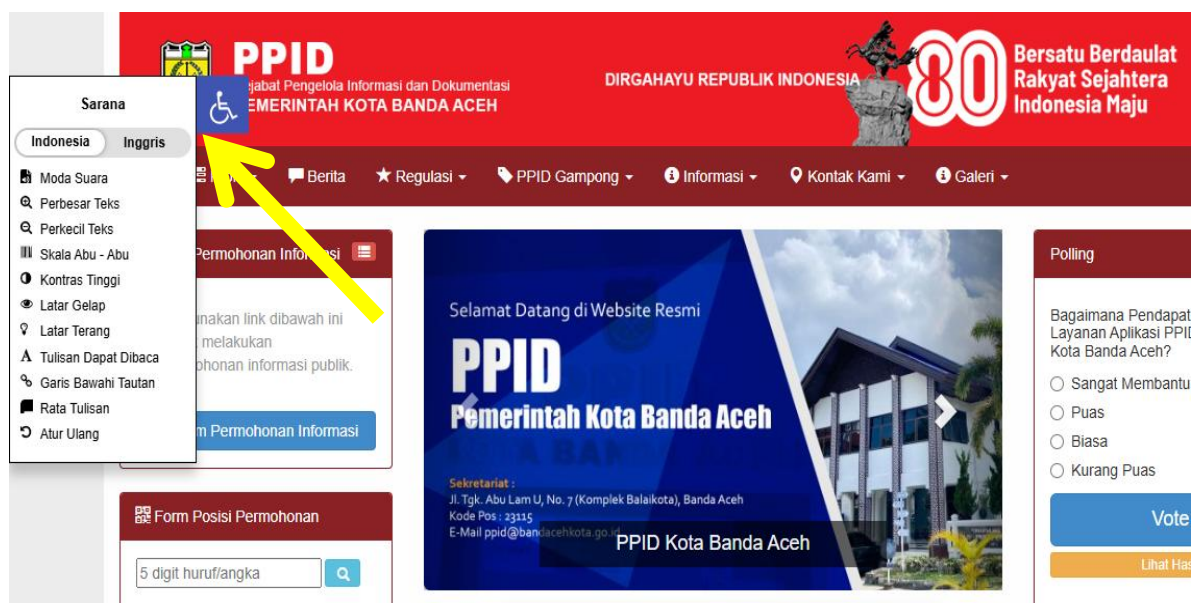 PPID
Pejabat Pengelola Informasi dan Dokumentasi
PEMERINTAH KOTA BANDA ACEH
DIRGAHAYU REPUBLIK INDONESIA
80
Bersatu Berdaulat
Rakyat Sejahtera
Indonesia Maju
Sarana
Indonesia Inggris
Moda Suara
Perbesar Teks
Perkecil Teks
Skala Abu - Abu
Kontras Tinggi
Latar Gelap
Latar Terang
Tulisan Dapat Dibaca
Garis Bawahi Tautan
Rata Tulisan
Atur Ulang
Berita
Regulasi
PPID Gampong
Informasi
Kontak Kami
Galeri
Permohonan
link dibawah ini
melakukan
informasi publik.
Permohonan Informasi
Form Posisi Permohonan
5 digit huruf/angka
Selamat Datang di Website Resmi
PPID
Pemerintah Kota Banda Aceh
Sekretariat :
Jl. Tgk. Abu Lam U, No. 7 (Komplek Balaikota), Banda Aceh
Kode Pos : 23115
E-Mail ppid@bandacehkota.go.id
PPID Kota Banda Aceh
Polling
Bagaimana Pendapat
Layanan Aplikasi PPID
Kota Banda Aceh?
Sangat Membantu
Puas
Biasa
Kurang Puas
Vote
Lihat